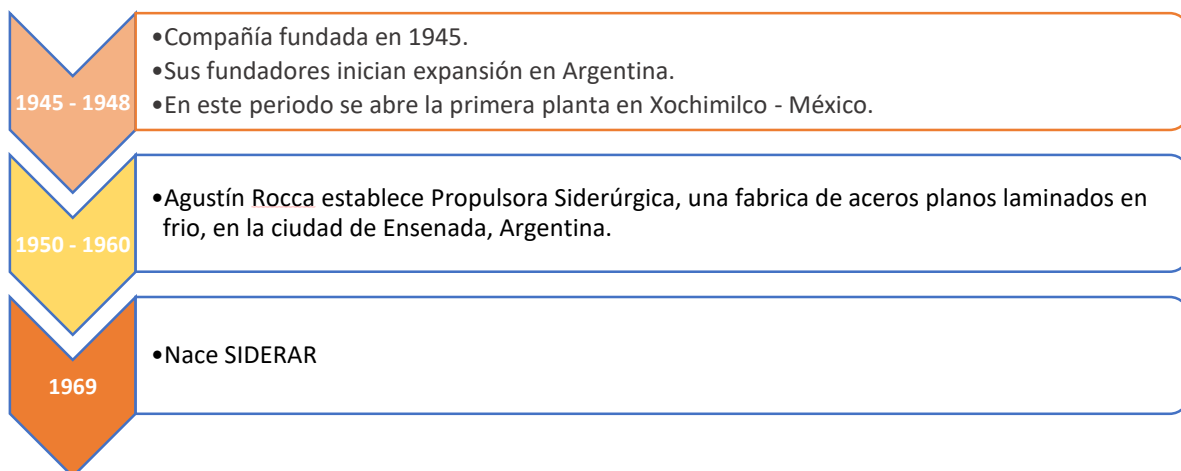 1945 - 1948
•Compañía fundada en 1945.
•Sus fundadores inician expansión en Argentina.
•En este periodo se abre la primera planta en Xochimilco - México.
1950 - 1960
•Agustín Rocca establece Propulsora Siderúrgica, una fabrica de aceros planos laminados en
frio, en la ciudad de Ensenada, Argentina.
1969
•Nace SIDERAR